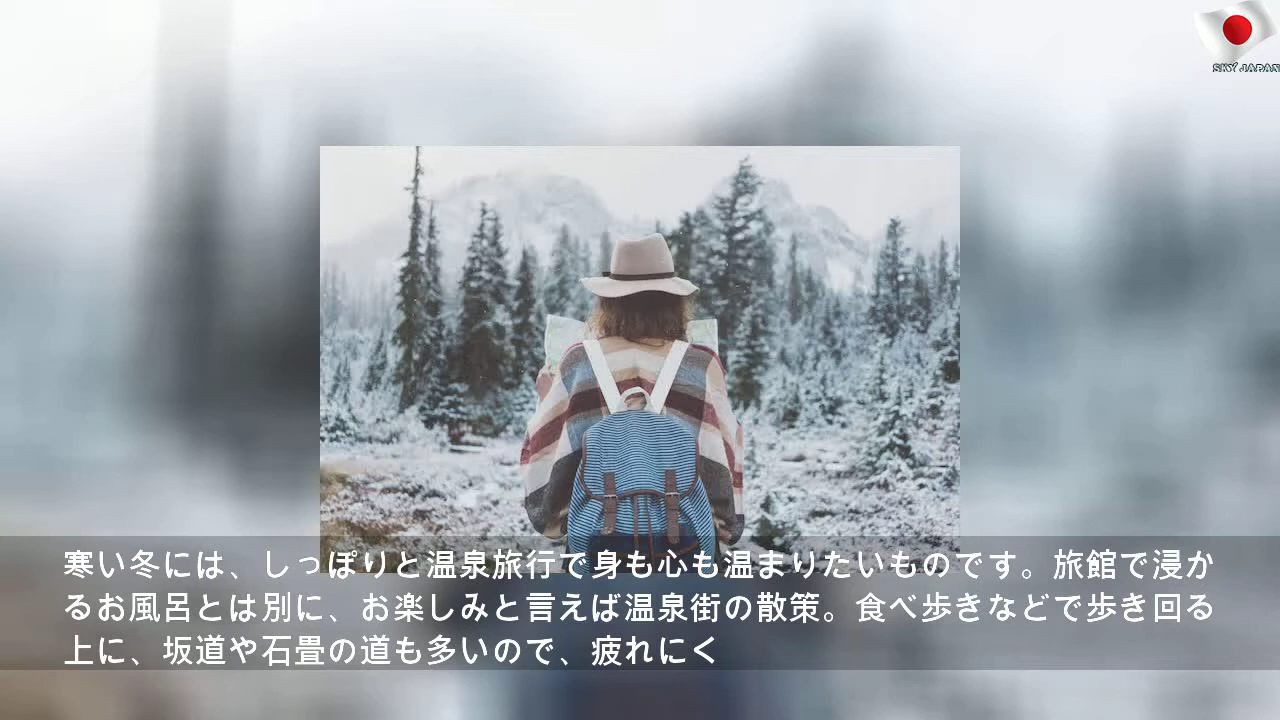 SKY JAPAN
寒い冬には、しっぽりと温泉旅行で身も心も温まりたいものです。旅館で浸か
るお風呂とは別に、お楽しみと言えば温泉街の散策。食べ歩きなどで歩き回る
上に、坂道や石畳の道も多いので、疲れにく